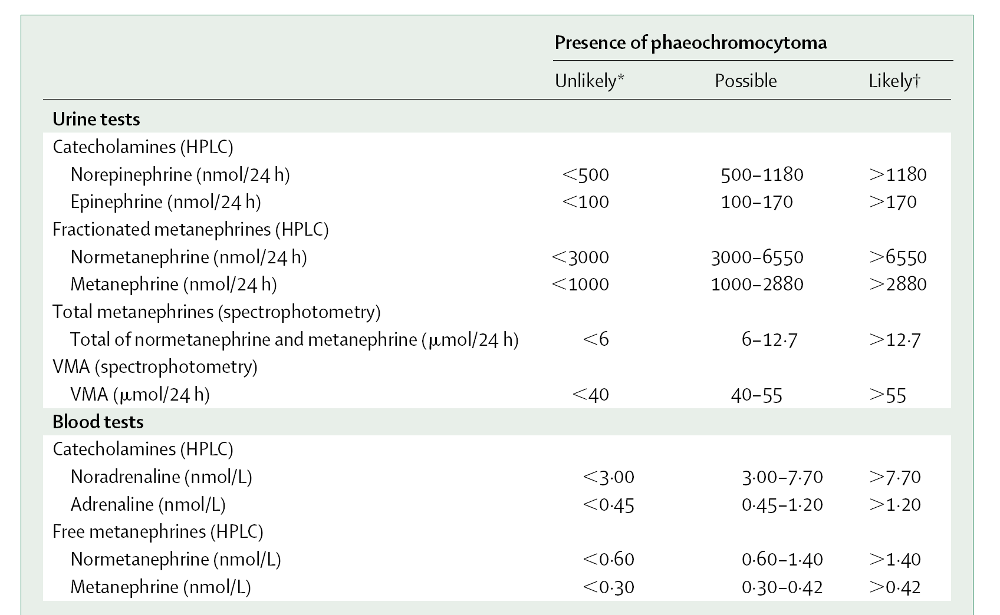 Presence of phaeochromocytoma
Unlikely* Possible Likely†
Urine tests
Catecholamines (HPLC)
Norepinephrine (nmol/24 h) <500 500–1180 >1180
Epinephrine (nmol/24 h) <100 100–170 >170
Fractionated metanephrines (HPLC)
Normetanephrine (nmol/24 h) <3000 3000–6550 >6550
Metanephrine (nmol/24 h) <1000 1000–2880 >2880
Total metanephrines (spectrophotometry)
Total of normetanephrine and metanephrine (μmol/24 h) <6 6–12·7 >12·7
VMA (spectrophotometry)
VMA (μmol/24 h) <40 40–55 >55
Blood tests
Catecholamines (HPLC)
Noradrenaline (nmol/L) <3·00 3·00–7·70 >7·70
Adrenaline (nmol/L) <0·45 0·45–1·20 >1·20
Free metanephrines (HPLC)
Normetanephrine (nmol/L) <0·60 0·60–1·40 >1·40
Metanephrine (nmol/L) <0·30 0·30–0·42 >0·42